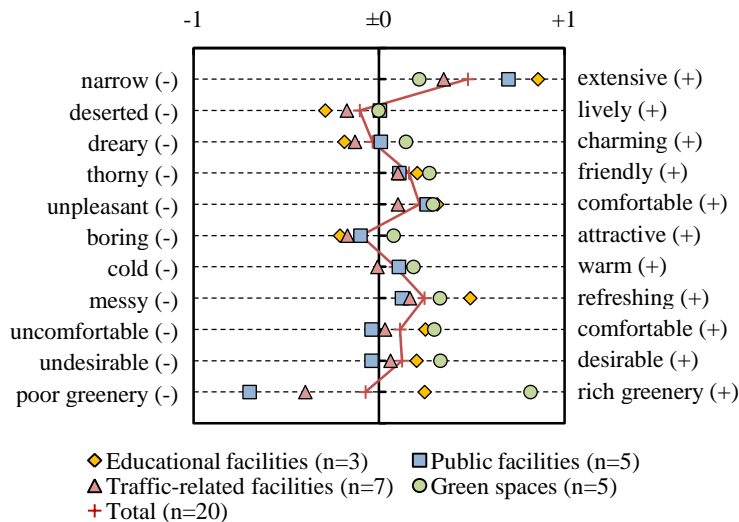 -1 ±0 +1
narrow (-) extensive (+)
deserted (-) lively (+)
dreary (-) charming (+)
thorny (-) friendly (+)
unpleasant (-) comfortable (+)
boring (-) attractive (+)
cold (-) warm (+)
messy (-) refreshing (+)
uncomfortable (-) comfortable (+)
undesirable (-) desirable (+)
poor greenery (-) rich greenery (+)
Educational facilities (n=3) Public facilities (n=5)
Traffic-related facilities (n=7) Green spaces (n=5)
Total (n=20)